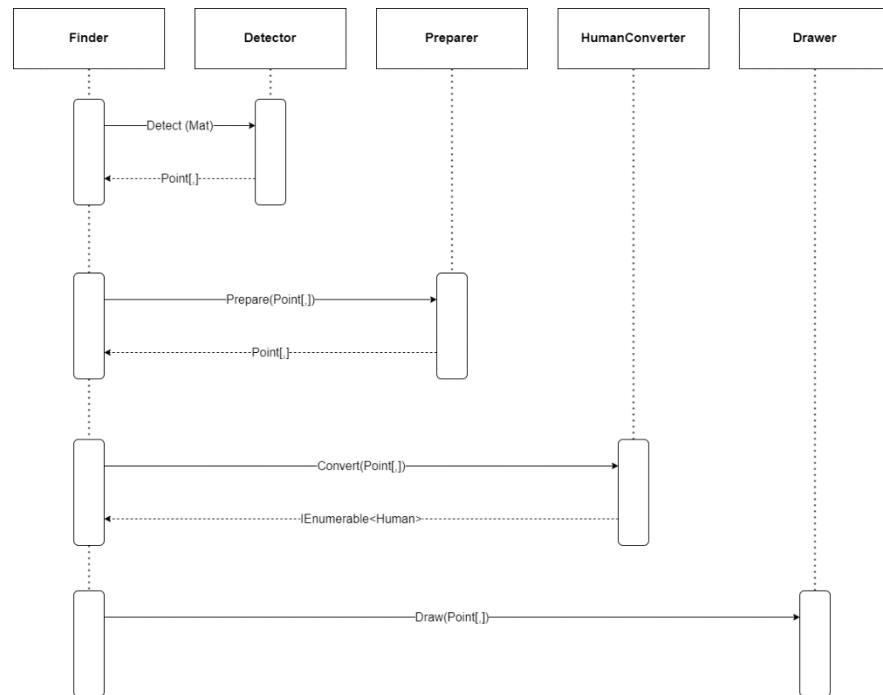 Finder
Detector
Preparer
HumanConverter
Drawer
Detect (Mat)
Point[,]
Prepare(Point[,])
Point[,]
Convert(Point[,])
IEnumerable<Human>
Draw(Point[,])